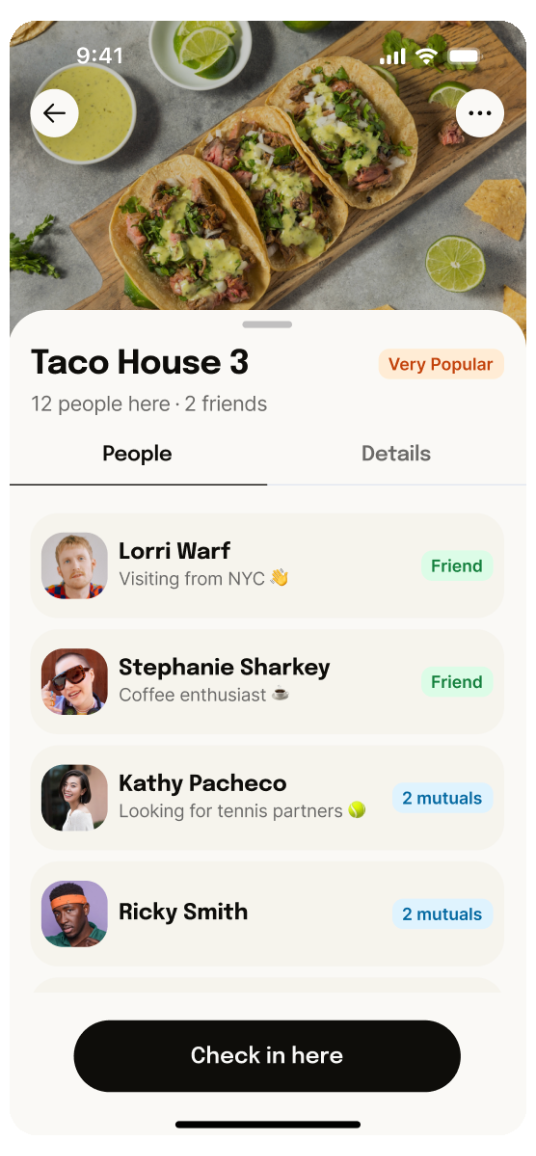 9:41
Taco House 3
Very Popular
12 people here · 2 friends
People
Details
Lorri Warf
Visiting from NYC 👋
Friend
Stephanie Sharkey
Coffee enthusiast ☕
Friend
Kathy Pacheco
Looking for tennis partners 🎾
2 mutuals
Ricky Smith
2 mutuals
Check in here